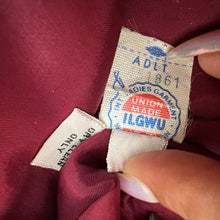 ADLT
1861
INT'L LADIES GARMENT
UNION
MADE
ILGWU
DRY CLEAN
ONLY